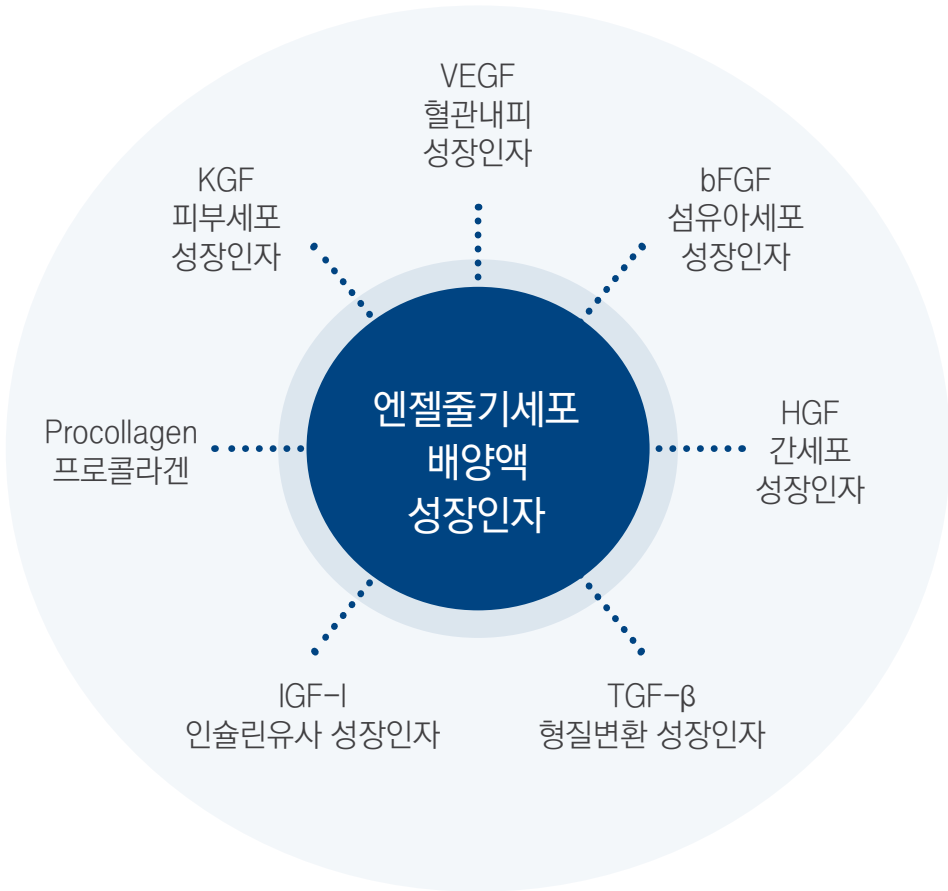 VEGF
혈관내피
성장인자
KGF
피부세포
성장인자
bFGF
섬유아세포
성장인자
엔젤줄기세포
배양액
성장인자
Procollagen
프로콜라겐
HGF
간세포
성장인자
IGF-I
인슐린유사 성장인자
TGF-β
형질변환 성장인자